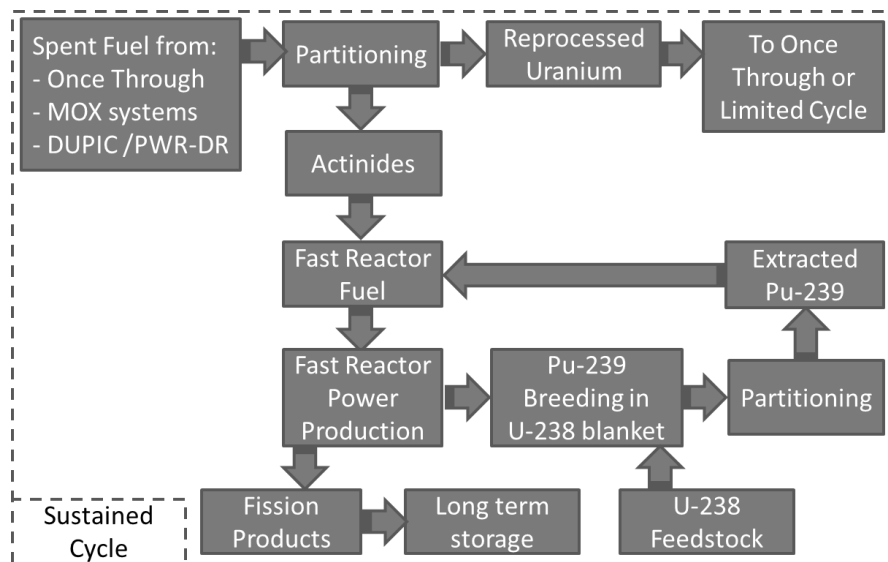 Spent Fuel from:
- Once Through
- MOX systems
- DUPIC /PWR-DR
Partitioning
Reprocessed
Uranium
To Once
Through or
Limited Cycle
Actinides
Fast Reactor
Fuel
Extracted
Pu-239
Fast Reactor
Power
Production
Pu-239
Breeding in
U-238 blanket
Partitioning
Fission
Products
Long term
storage
U-238
Feedstock
Sustained
Cycle